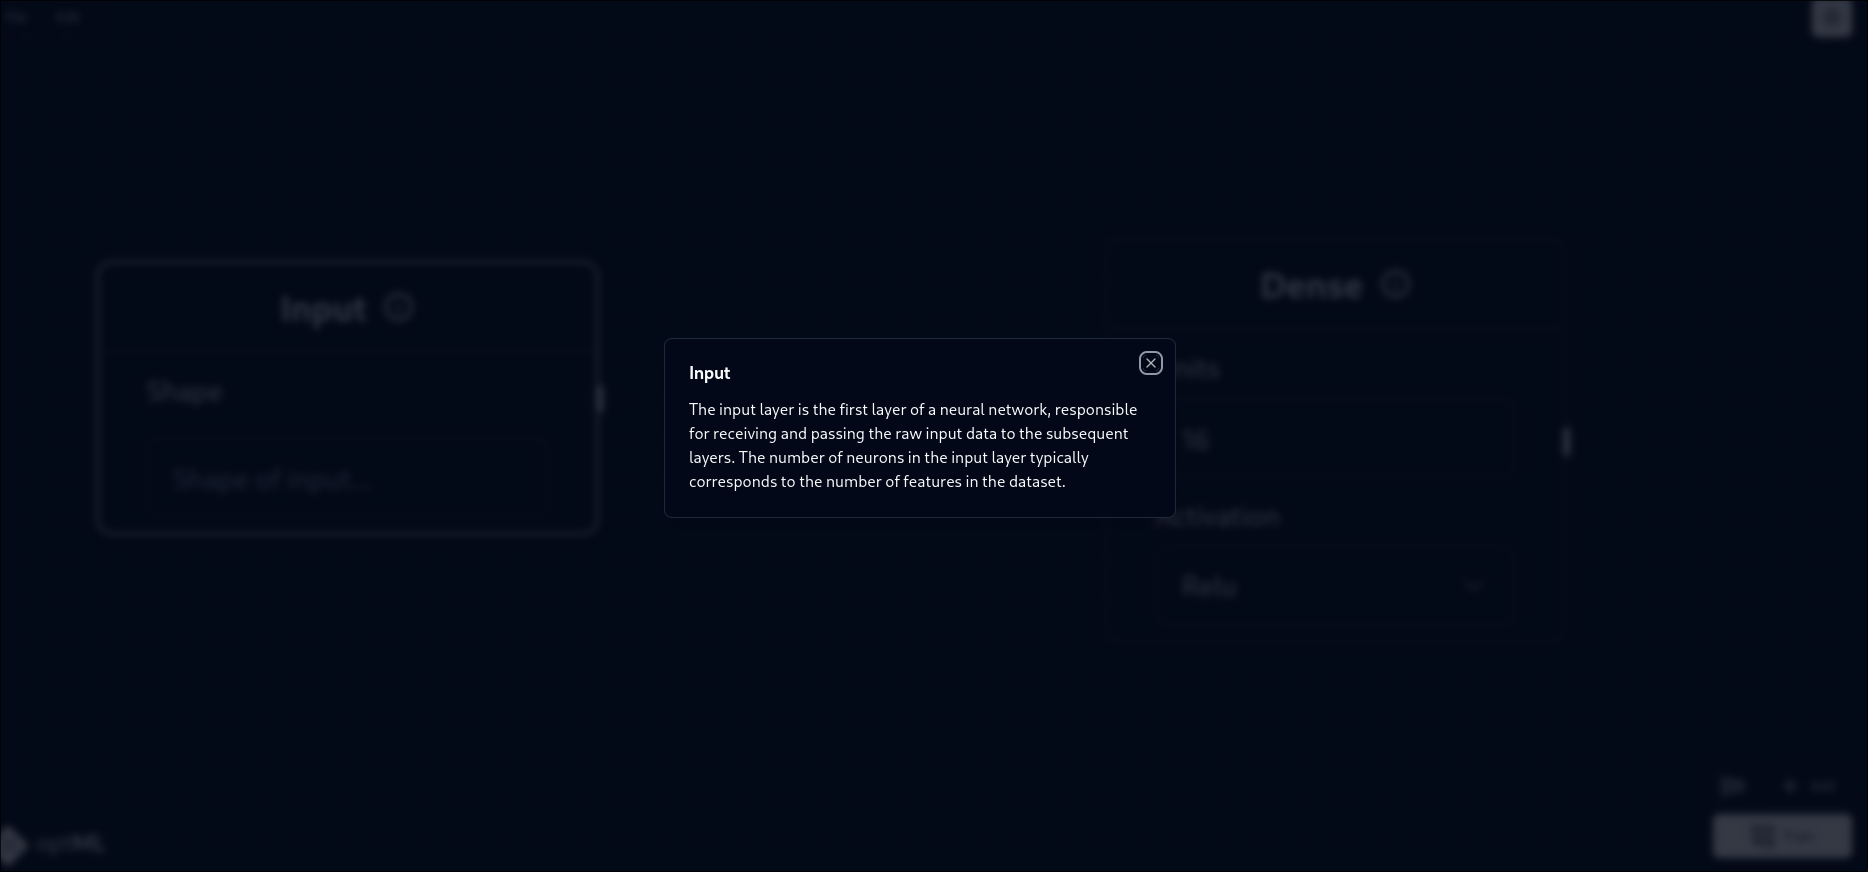 Input
Dense
Input
The input layer is the first layer of a neural network, responsible
for receiving and passing the raw input data to the subsequent
layers. The number of neurons in the input layer typically
corresponds to the number of features in the dataset.
Shape
Shape of input...
16
Activation
Relu
optML